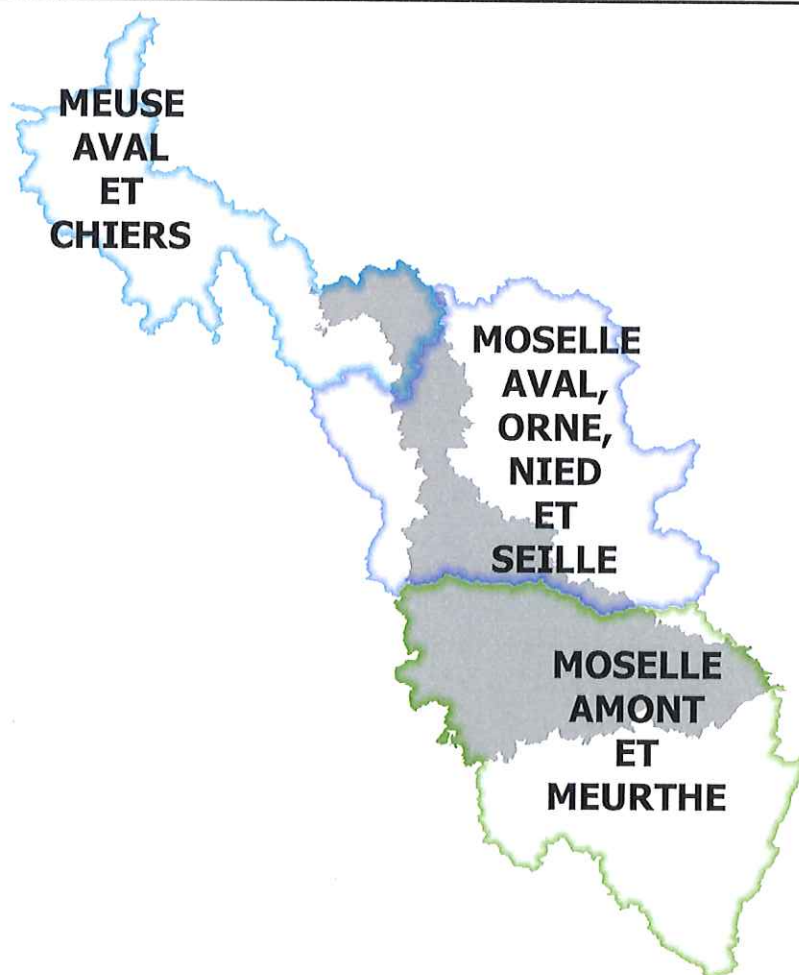 MEUSE
AVAL
ET
CHIERS
MOSELLE
AVAL,
ORNE,
NIED
ET
SEILLE
MOSELLE
AMONT
ET
MEURTHE